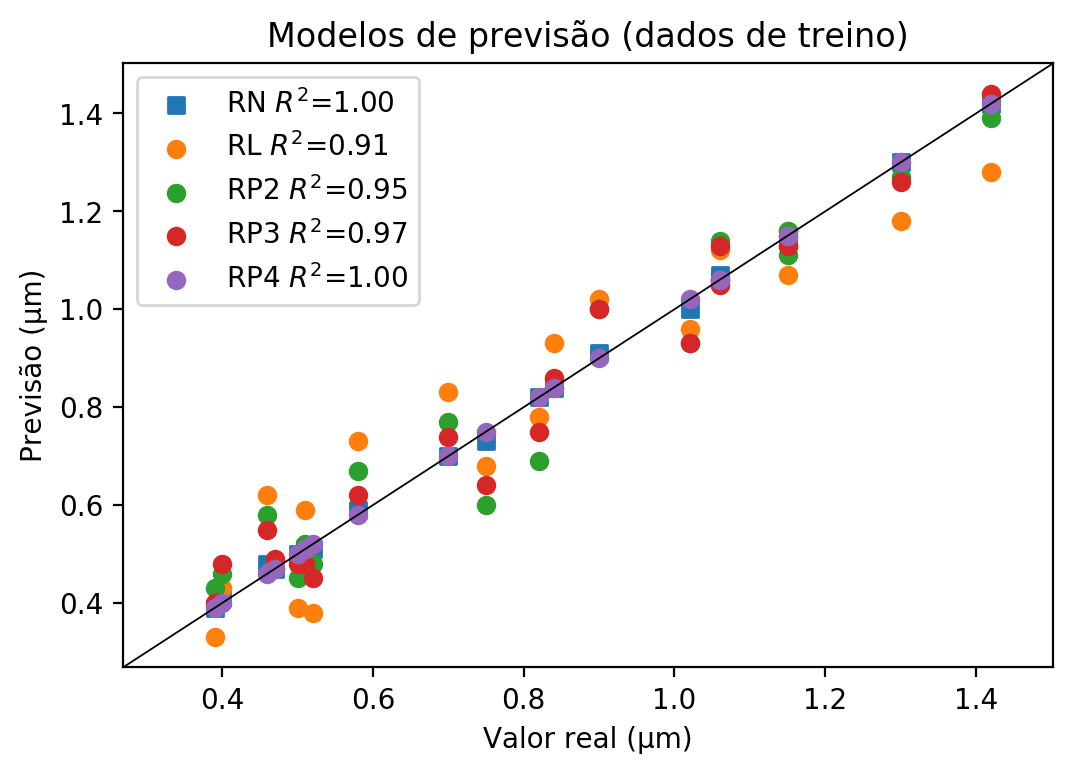 Modelos de previsão (dados de treino)
RN R²=1.00
RL R²=0.91
RP2 R²=0.95
RP3 R²=0.97
RP4 R²=1.00
1.4
1.2
1.0
0.8
0.6
0.4
Previsão (μm)
0.4 0.6 0.8 1.0 1.2 1.4
Valor real (μm)